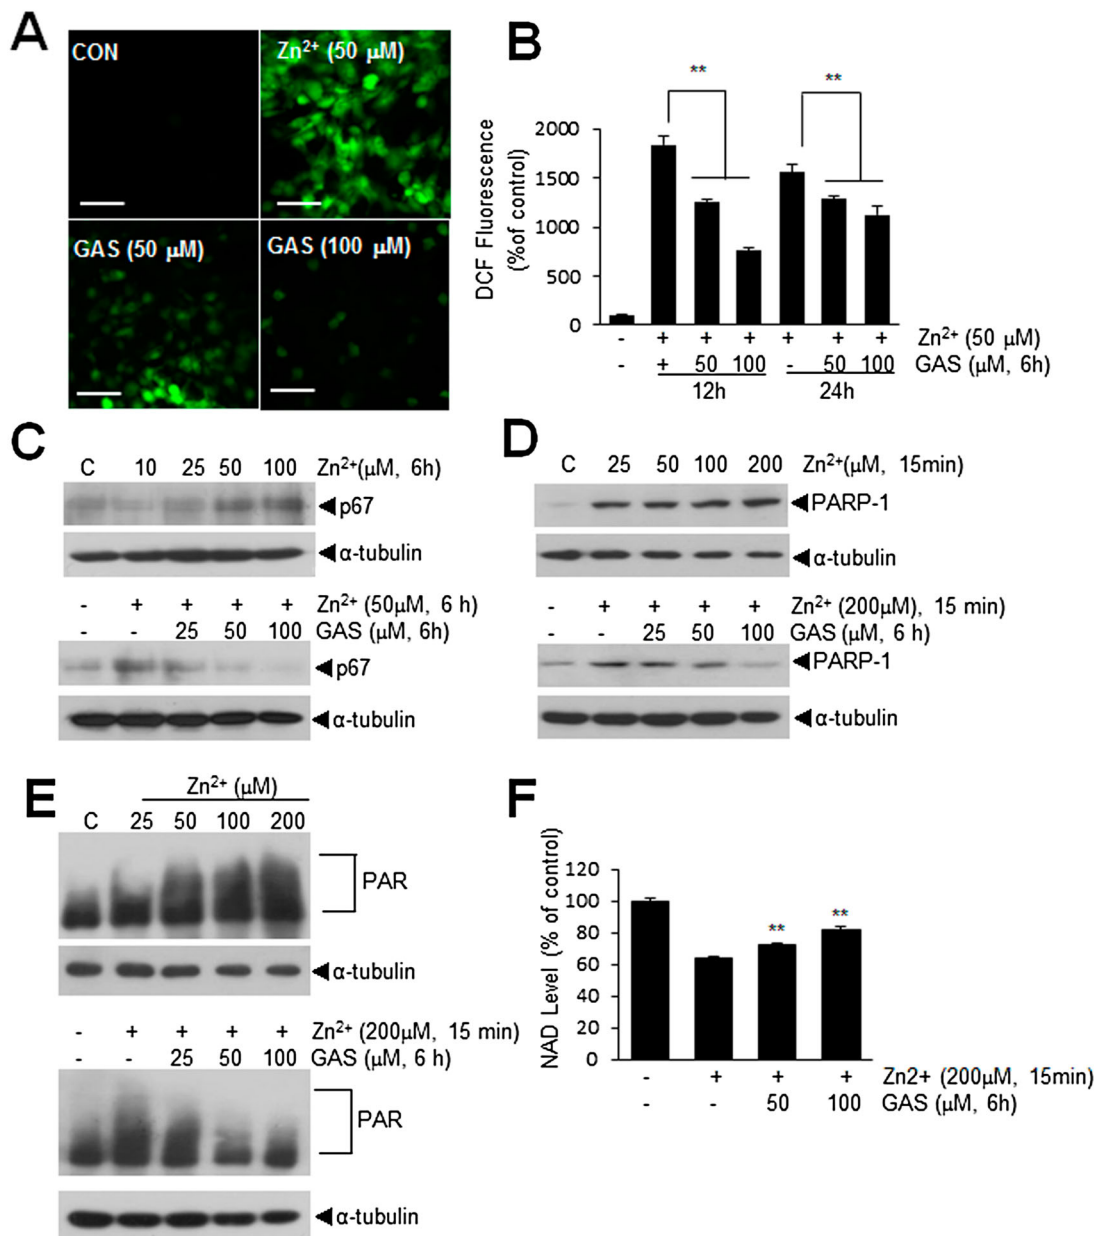 A
CON
Zn2+ (50 μM)
GAS (50 μM)
GAS (100 μM)
B
**
**
DCF Fluorescence
(%of control)
2000
1500
1000
500
0
- + + + + + + Zn2+ (50 μM)
- + 50 100 - 50 100 GAS (μM, 6h)
12h 24h
C
C 10 25 50 100 Zn2+(μM, 6h)
p67
α-tubulin
- + + + + Zn2+ (50μM, 6 h)
- - 25 50 100 GAS (μM, 6h)
p67
α-tubulin
D
C 25 50 100 200 Zn2+(μM, 15min)
PARP-1
α-tubulin
- + + + + Zn2+ (200μM), 15 min)
- - 25 50 100 GAS (μM, 6 h)
PARP-1
α-tubulin
E
Zn2+ (μM)
C 25 50 100 200
PAR
α-tubulin
- + + + + Zn2+ (200μM, 15 min)
- - 25 50 100 GAS (μM, 6 h)
PAR
α-tubulin
F
NAD Level (% of control)
120
100
80
60
40
20
0
**
**
- + + + Zn2+ (200μM, 15min)
- - 50 100 GAS (μM, 6h)